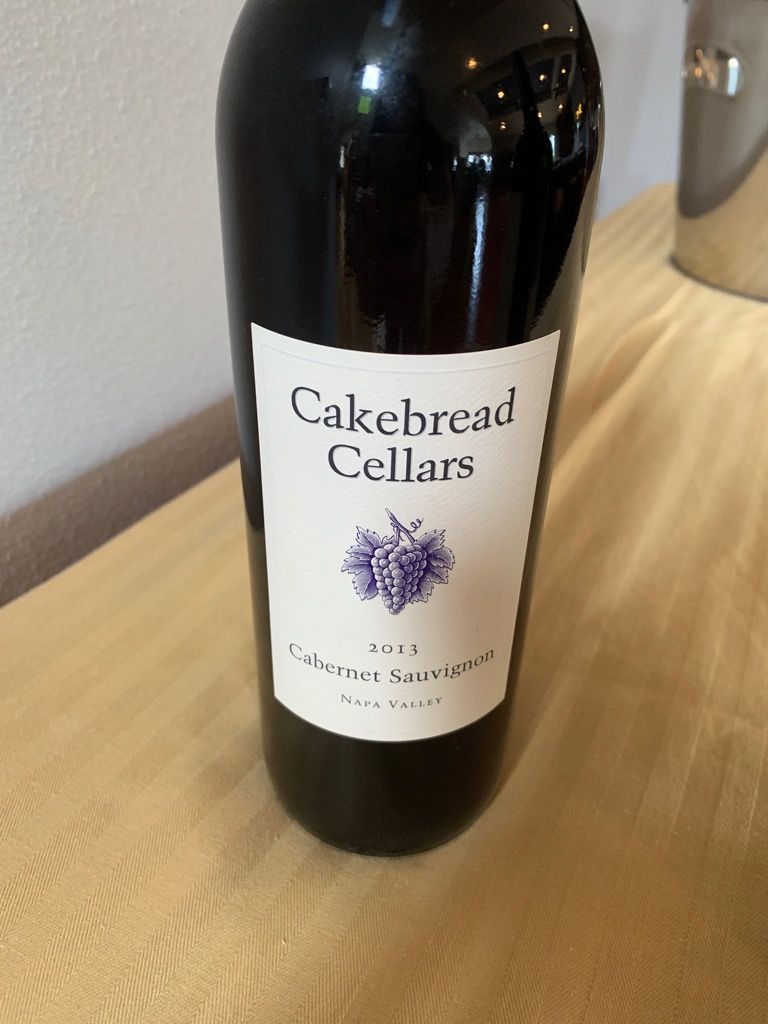 Cakebread
Cellars
2013
Cabernet Sauvignon
Napa Valley